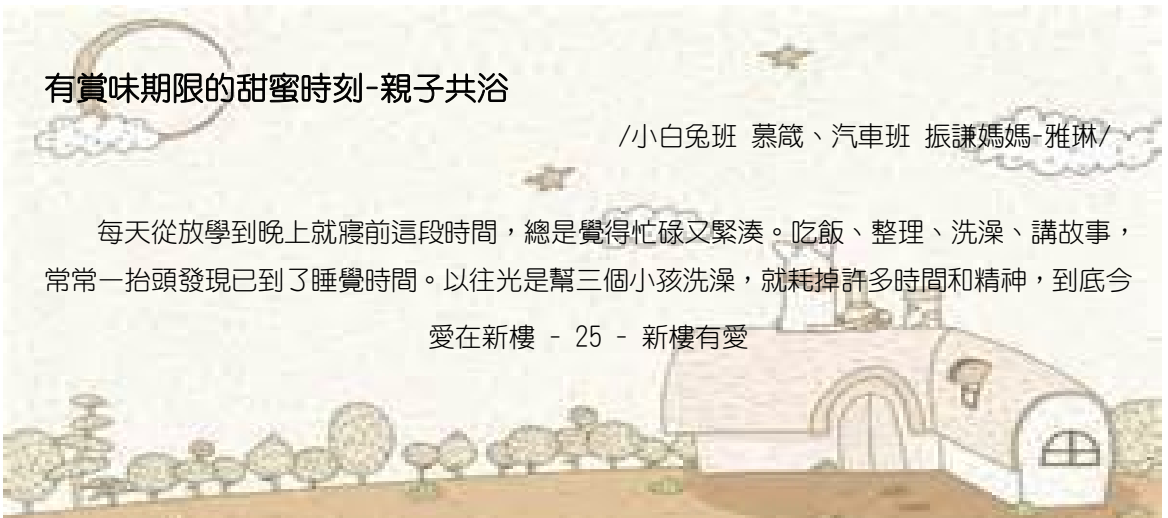 有賞味期限的甜蜜時刻-親子共浴
/小白兔班 慕箴、汽車班 振謙媽媽-雅琳/
每天從放學到晚上就寢前這段時間，總是覺得忙碌又緊湊。吃飯、整理、洗澡、講故事，
常常一抬頭發現已到了睡覺時間。以往光是幫三個小孩洗澡，就耗掉許多時間和精神，到底今
愛在新樓 - 25 - 新樓有愛